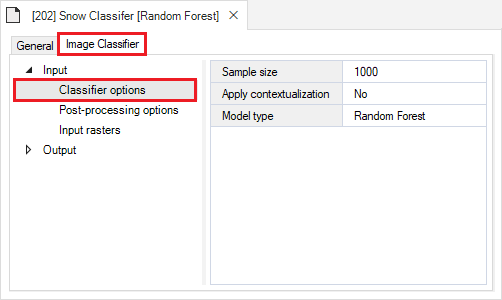 [202] Snow Classifer [Random Forest]
General Image Classifier
Input
Classifier options
Post-processing options
Input rasters
Output
Sample size 1000
Apply contextualization No
Model type Random Forest